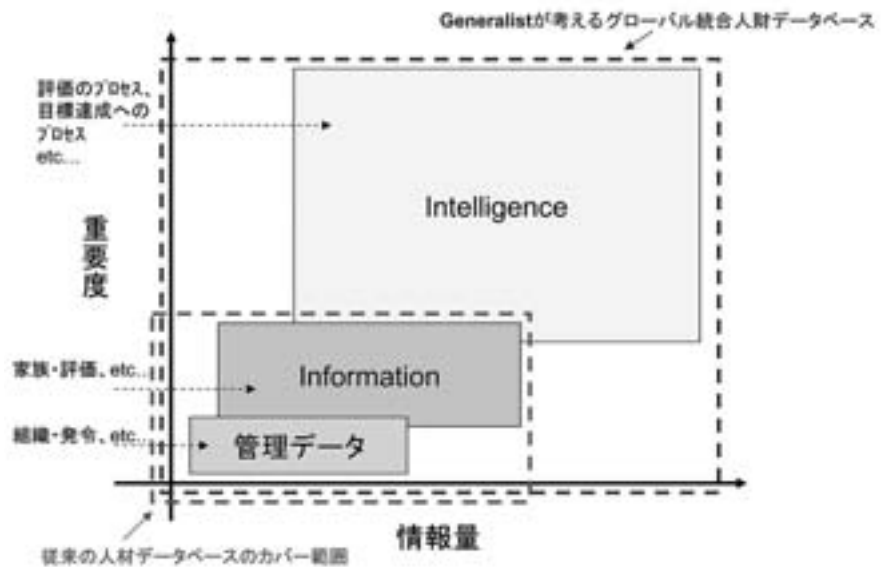 Generalistが考えるグローバル統合人財データベース
評価のプロセス、
目標達成への
プロセス
etc...
Intelligence
重要度
家族・評価、etc...
Information
組織・発令、etc...
管理データ
情報量
従来の人材データベースのカバー範囲